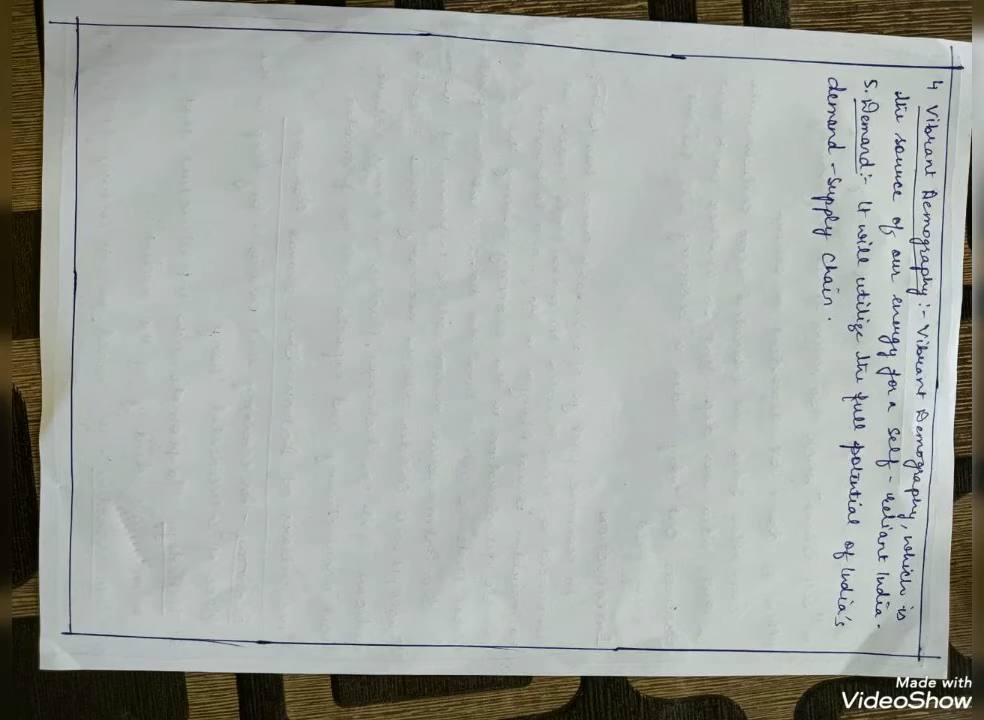 4 Vibrant Demography:- Vibrant Demography, which is
the source of our energy for a self-reliant India.
5. Demand:- It will utilize the full potential of India's
demand-supply chain.
Made with
VideoShow